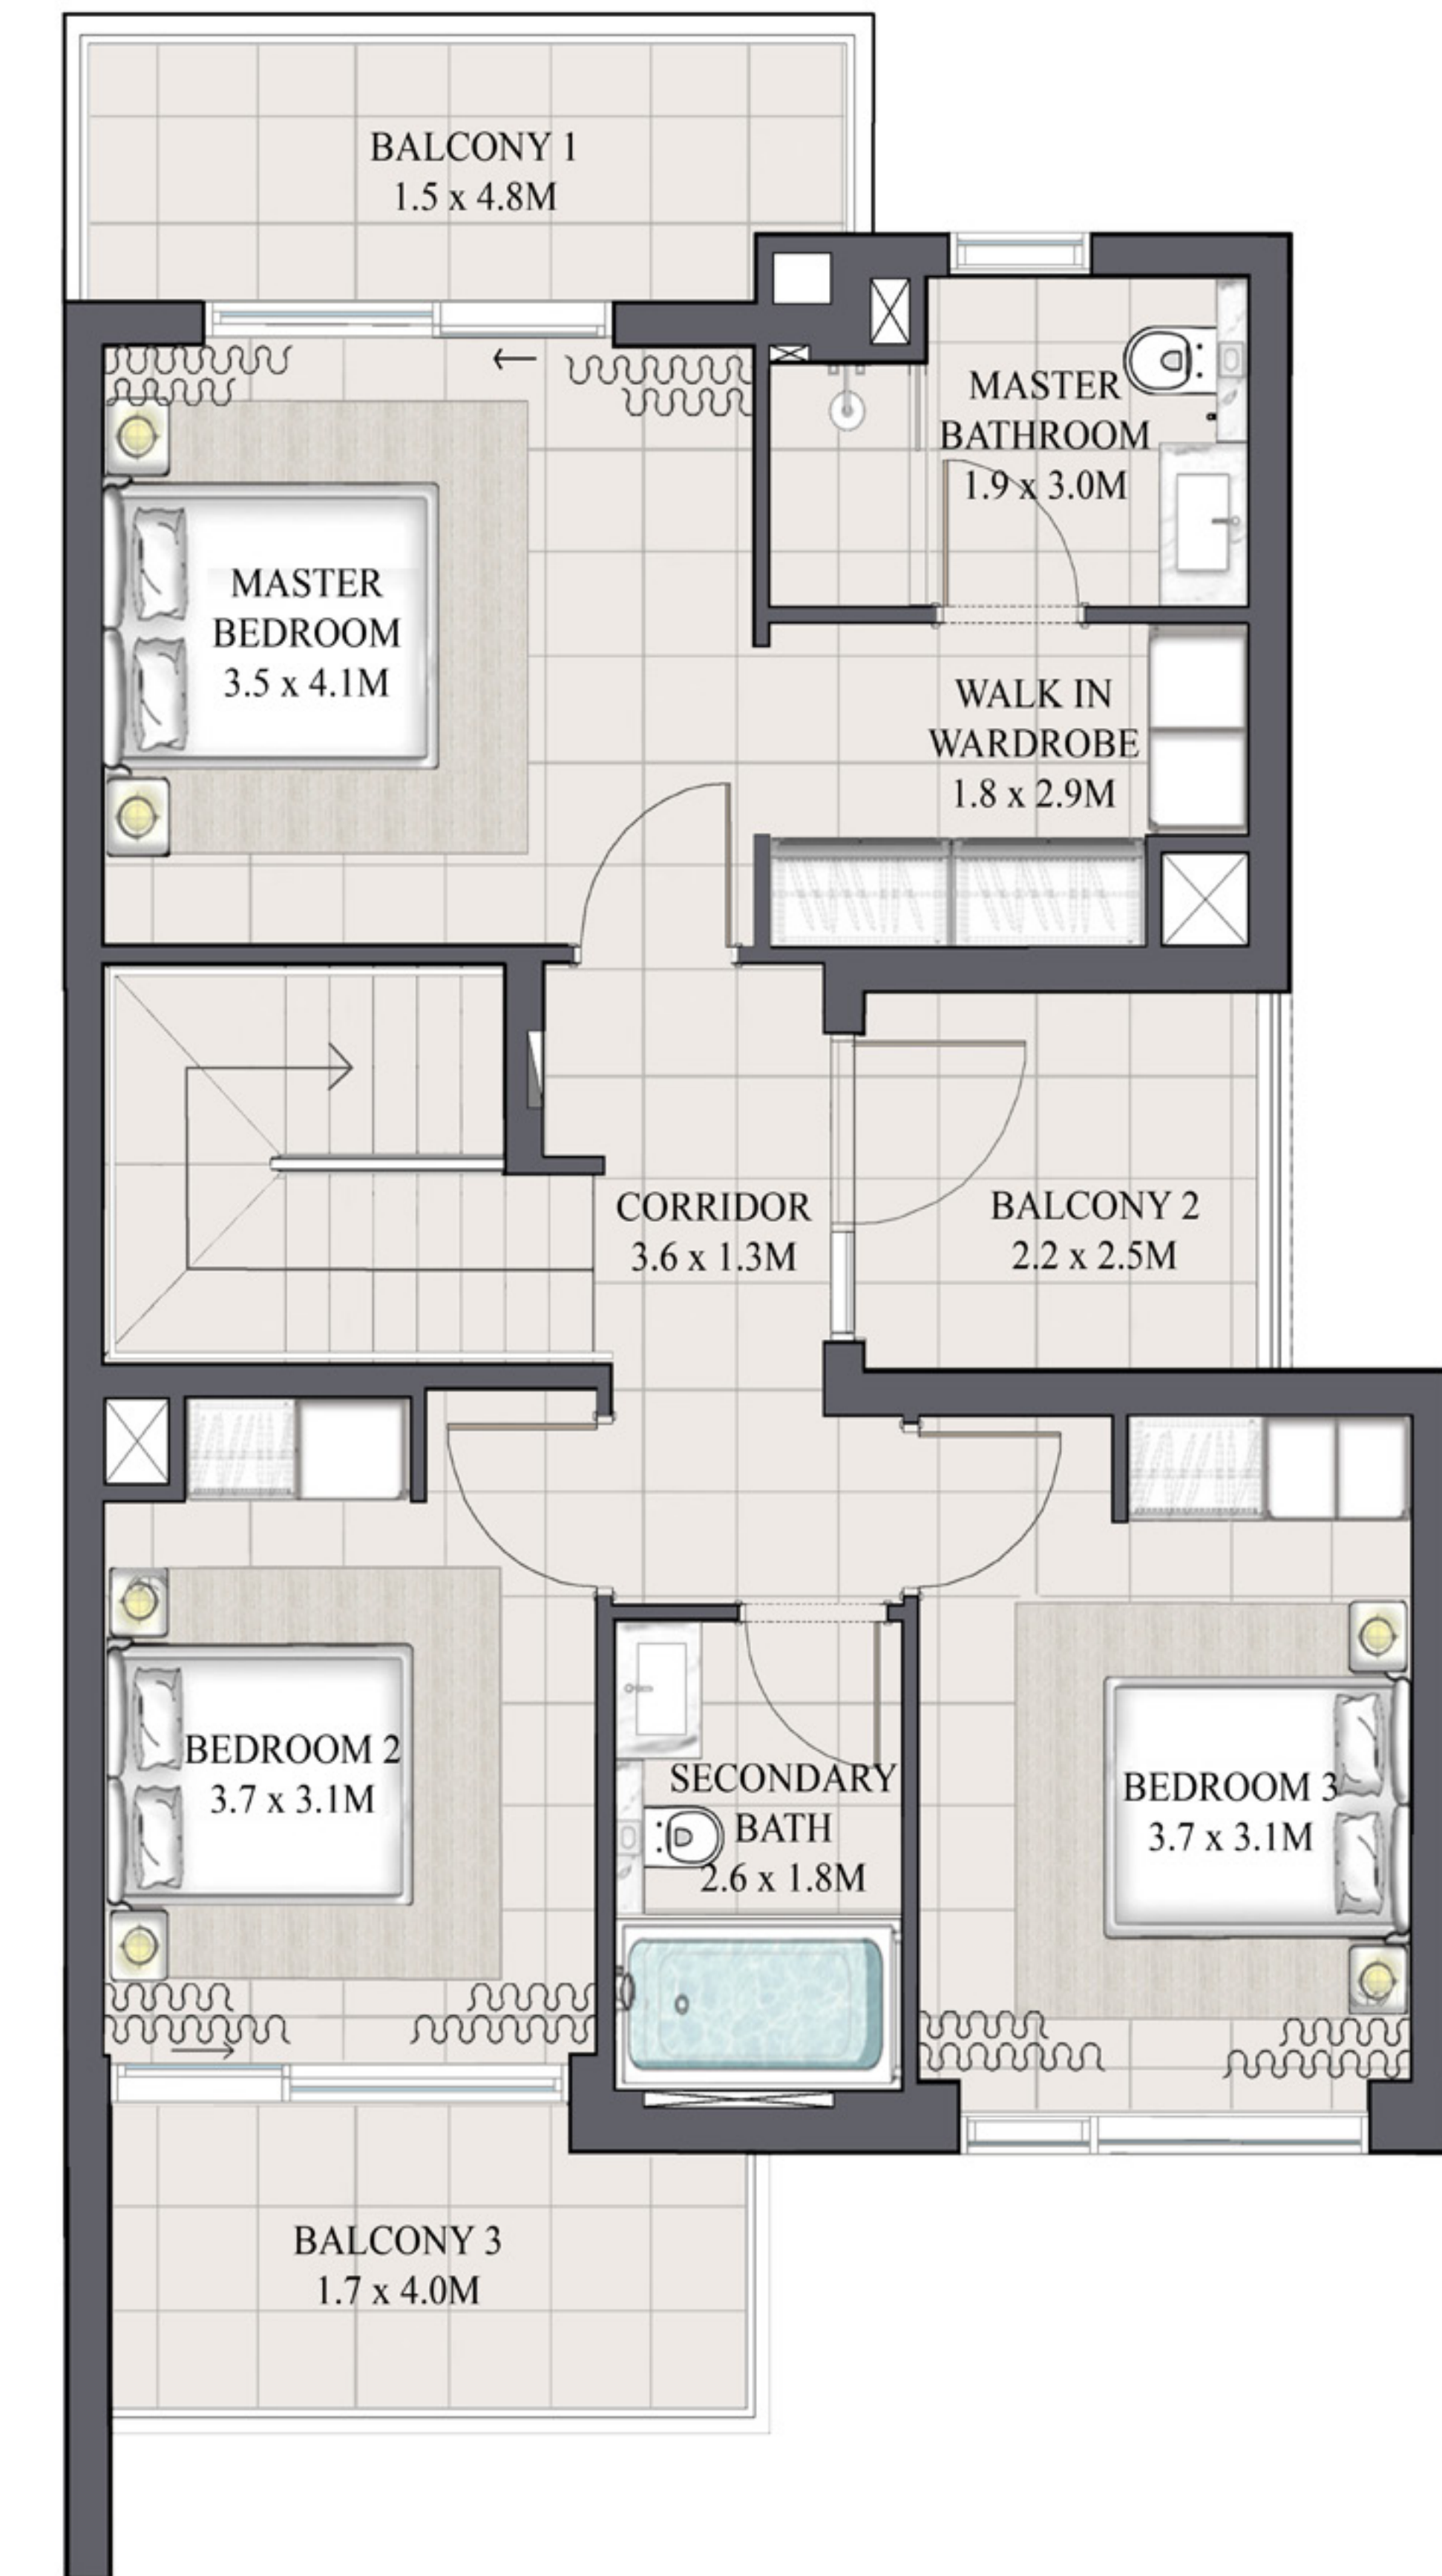 BALCONY 1
1.5 x 4.8M
MASTER
BATHROOM
1.9 x 3.0M
MASTER
BEDROOM
3.5 x 4.1M
WALK IN
WARDROBE
1.8 x 2.9M
CORRIDOR
3.6 x 1.3M
BALCONY 2
2.2 x 2.5M
BEDROOM 2
3.7 x 3.1M
SECONDARY
BATH
2.6 x 1.8M
BEDROOM 3
3.7 x 3.1M
BALCONY 3
1.7 x 4.0M